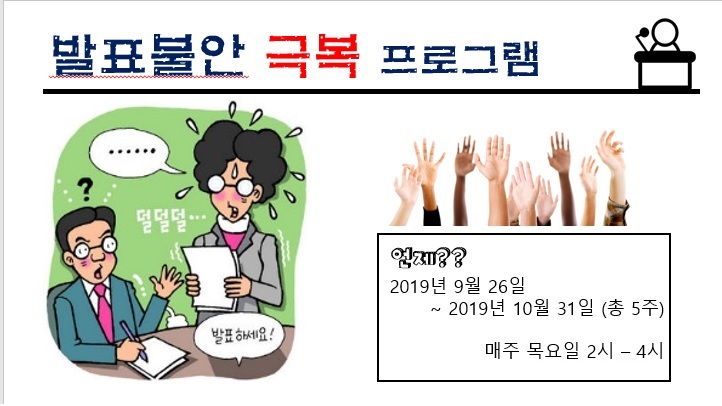 발표불안 극복 프로그램
......
?
덜덜덜...
발표하세요!
언제??
2019년 9월 26일
~ 2019년 10월 31일 (총 5주)
매주 목요일 2시 – 4시